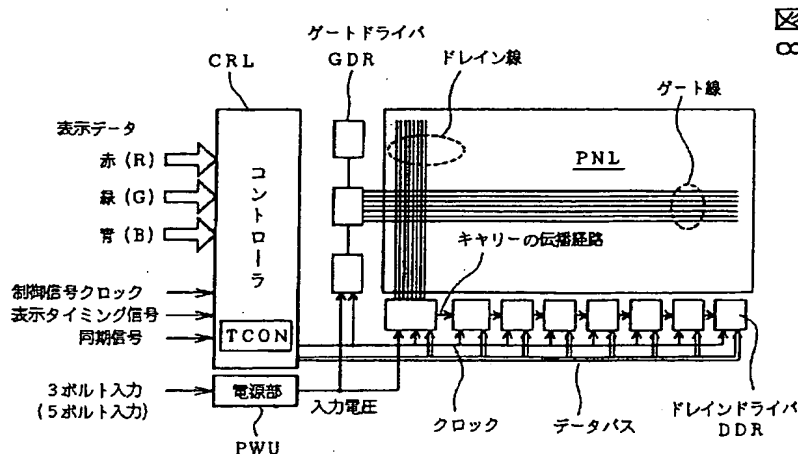 ゲートドライバ
GDR
CRL
ドレイン線
ゲート線
表示データ
赤(R)
緑(G)
青(B)
コントローラ
PNL
キャリーの伝播経路
制御信号クロック
表示タイミング信号
同期信号
TCON
3ボルト入力
(5ボルト入力)
電源部
PWU
入力電圧
クロック
データバス
ドレインドライバ
DDR